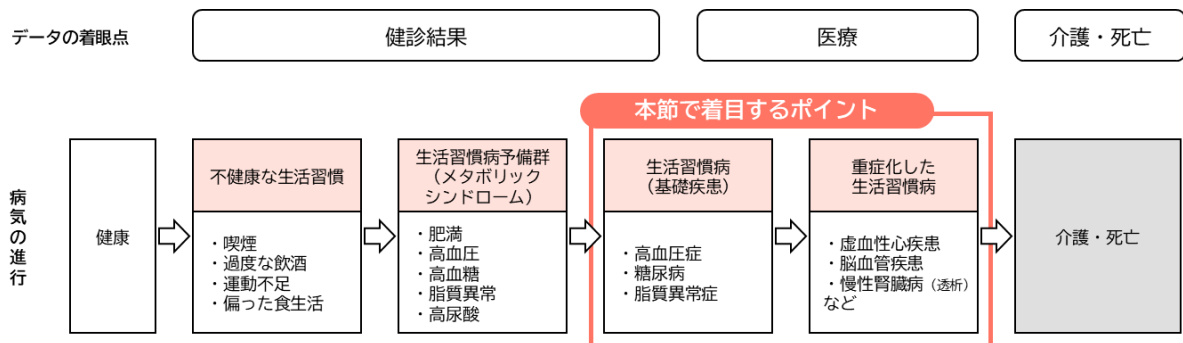 データの着眼点
健診結果
医療
介護・死亡
本節で着目するポイント
病気の進行
健康
不健康な生活習慣
・喫煙
・過度な飲酒
・運動不足
・偏った食生活
生活習慣病予備群
（メタボリック
シンドローム）
・肥満
・高血圧
・高血糖
・脂質異常
・高尿酸
生活習慣病
（基礎疾患）
・高血圧症
・糖尿病
・脂質異常症
重症化した
生活習慣病
・虚血性心疾患
・脳血管疾患
・慢性腎臓病（透析）
など
介護・死亡